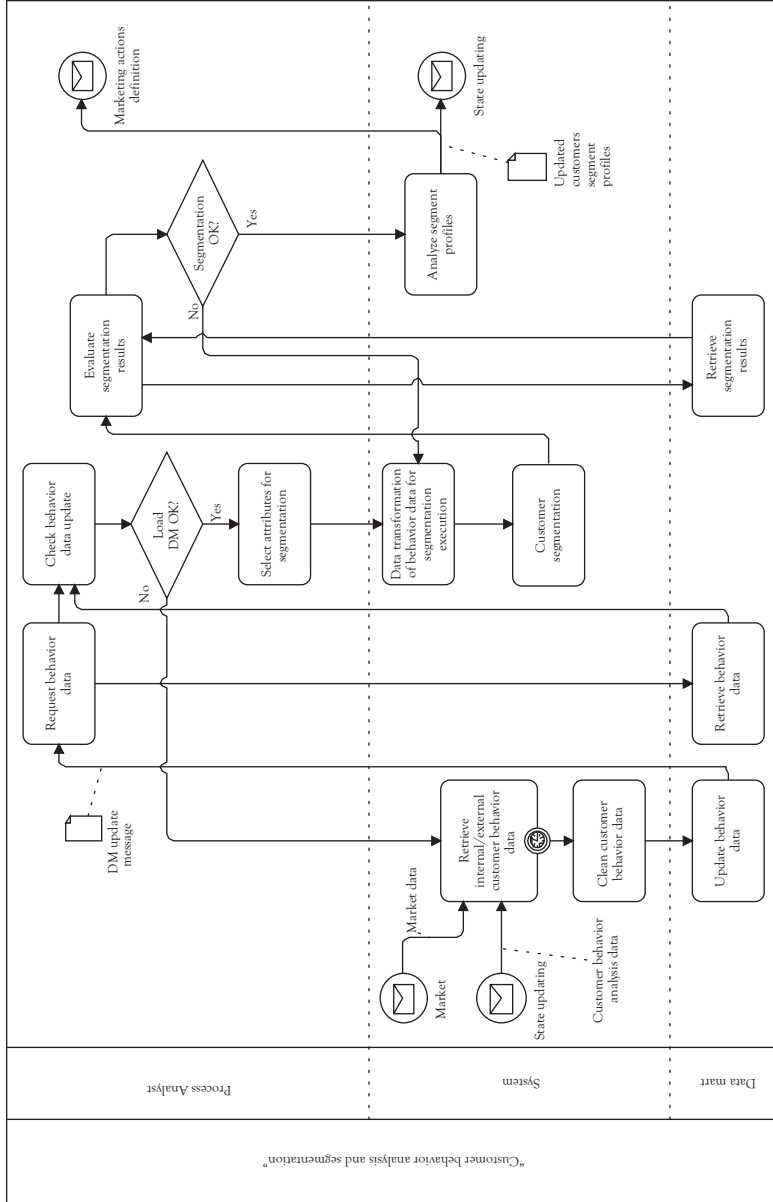 “Customer behavior analysis and segmentation”
Process Analyst
System
Data mart
Market
Market data
State updating
Customer behavior
analysis data
Retrieve
internal/external
customer behavior
data
Clean customer
behavior data
Update behavior
data
DM update
message
Request behavior
data
Retrieve behavior
data
Check behavior
data update
Load
DM OK?
No
Yes
Select attributes for
segmentation
Data transformation
of behavior data for
segmentation
execution
Customer
segmentation
Evaluate
segmentation
results
Retrieve
segmentation
results
Segmentation
OK?
No
Yes
Analyze segment
profiles
Updated
customers
segment
profiles
Marketing actions
definition
State updating